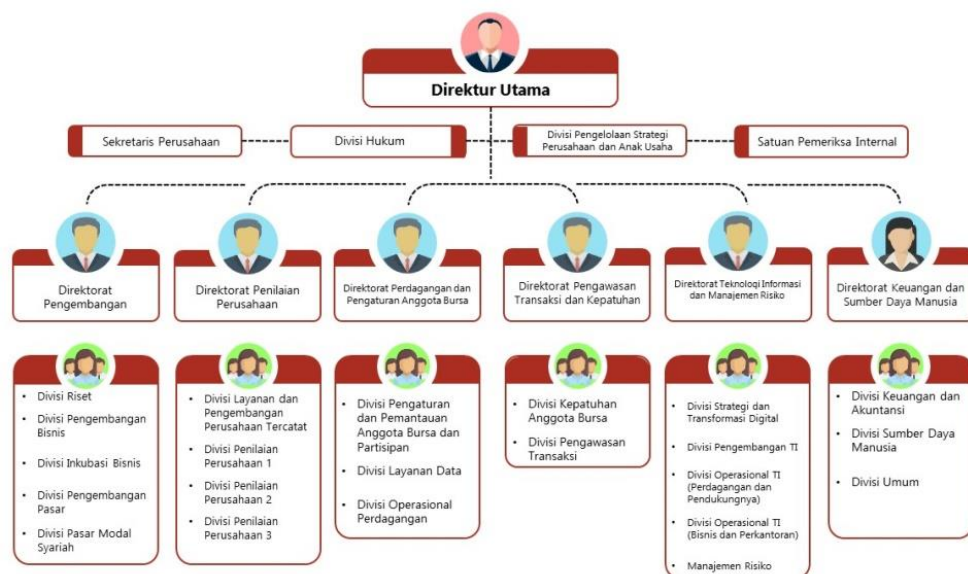 Direktur Utama
Sekretaris Perusahaan
Divisi Hukum
Divisi Pengelolaan Strategi
Perusahaan dan Anak Usaha
Satuan Pemeriksa Internal
Direktorat
Pengembangan
Direktorat Penilaian
Perusahaan
Direktorat Perdagangan dan
Pengaturan Anggota Bursa
Direktorat Pengawasan
Transaksi dan Kepatuhan
Direktorat Teknologi Informasi
dan Manajemen Risiko
Direktorat Keuangan dan
Sumber Daya Manusia
• Divisi Riset
• Divisi Pengembangan
Bisnis
• Divisi Inkubasi Bisnis
• Divisi Pengembangan
Pasar
• Divisi Pasar Modal
Syariah
• Divisi Layanan dan
Pengembangan
Perusahaan Tercatat
• Divisi Penilaian
Perusahaan 1
• Divisi Penilaian
Perusahaan 2
• Divisi Penilaian
Perusahaan 3
• Divisi Pengaturan
dan Pemantauan
Anggota Bursa dan
Partisipan
• Divisi Layanan Data
• Divisi Operasional
Perdagangan
• Divisi Kepatuhan
Anggota Bursa
• Divisi Pengawasan
Transaksi
• Divisi Strategi dan
Transformasi Digital
• Divisi Pengembangan TI
• Divisi Operasional TI
(Perdagangan dan
Pendukungnya)
• Divisi Operasional TI
(Bisnis dan Perkantoran)
• Manajemen Risiko
• Divisi Keuangan dan
Akuntansi
• Divisi Sumber Daya
Manusia
• Divisi Umum